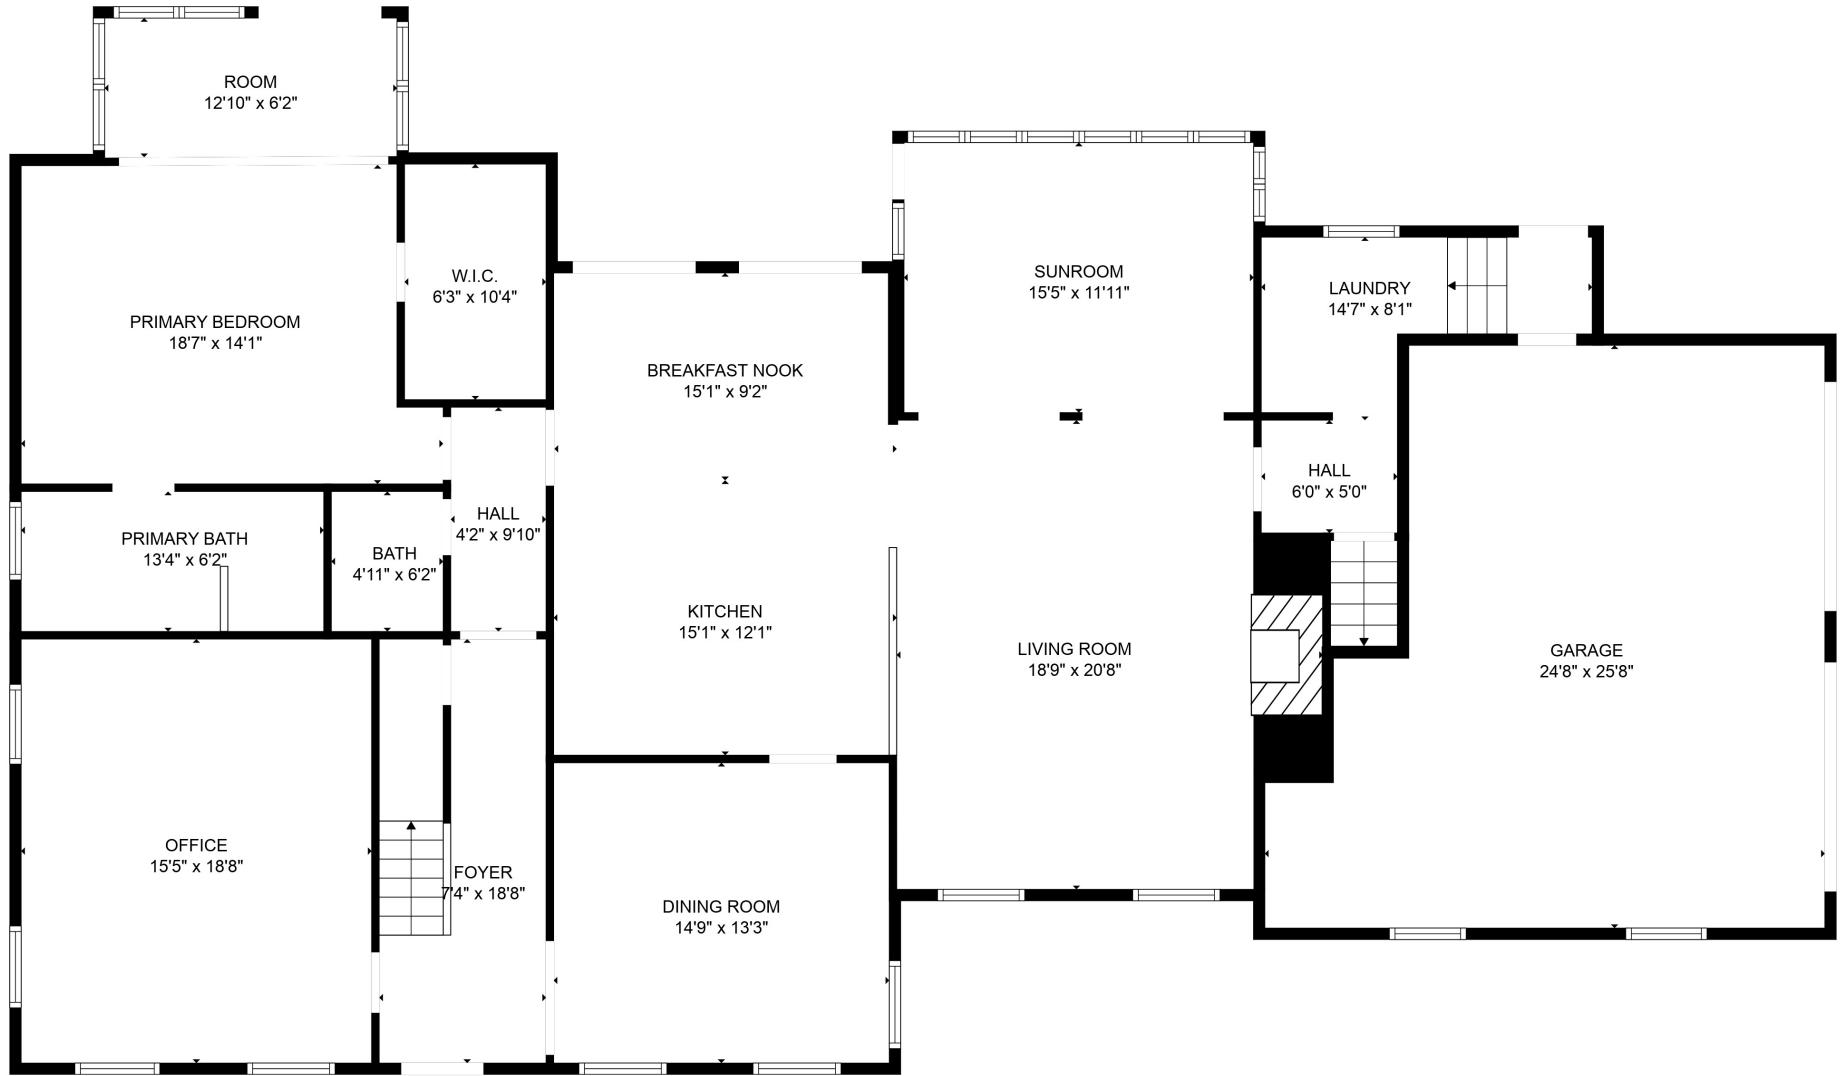 ROOM
12'10" x 6'2"
W.I.C.
6'3" x 10'4"
PRIMARY BEDROOM
18'7" x 14'1"
SUNROOM
15'5" x 11'11"
LAUNDRY
14'7" x 8'1"
BREAKFAST NOOK
15'1" x 9'2"
HALL
6'0" x 5'0"
HALL
4'2" x 9'10"
PRIMARY BATH
13'4" x 6'2"
BATH
4'11" x 6'2"
KITCHEN
15'1" x 12'1"
LIVING ROOM
18'9" x 20'8"
GARAGE
24'8" x 25'8"
OFFICE
15'5" x 18'8"
FOYER
7'4" x 18'8"
DINING ROOM
14'9" x 13'3"